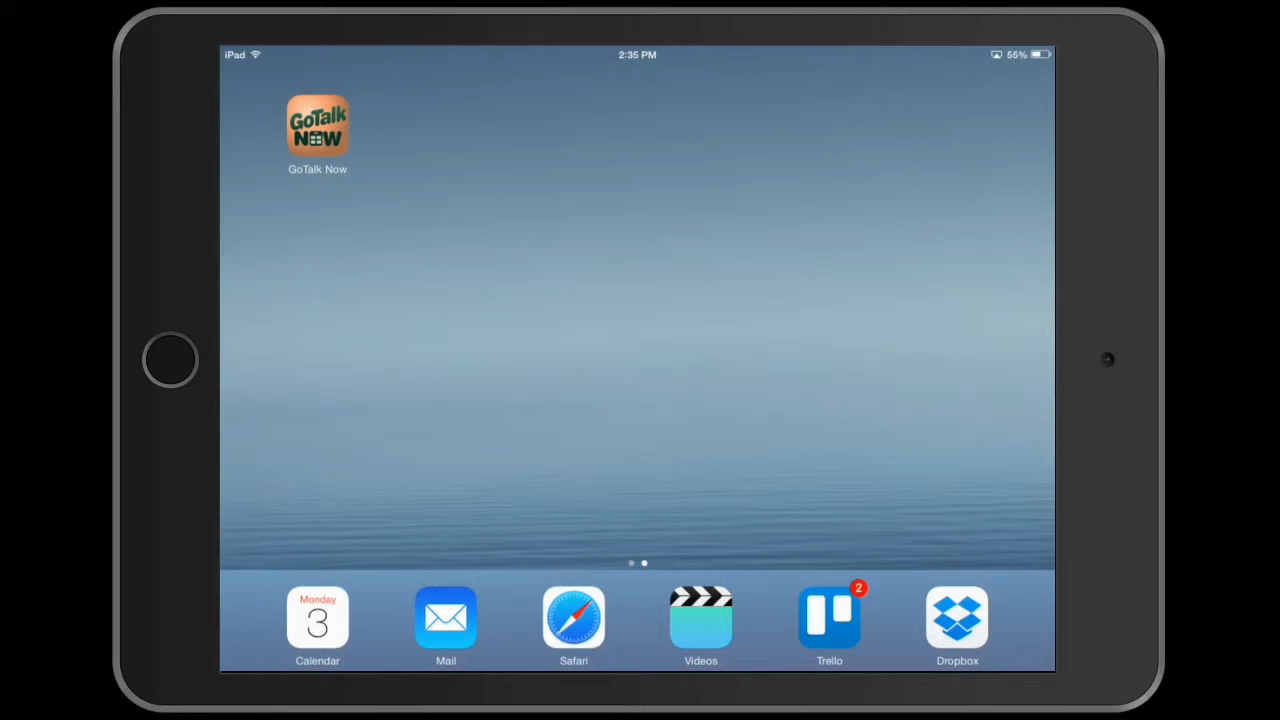 iPad
2:35 PM
55%
GoTalk
NOW
GoTalk Now
2
Monday
3
Calendar
Mail
Safari
Videos
Trello
Dropbox